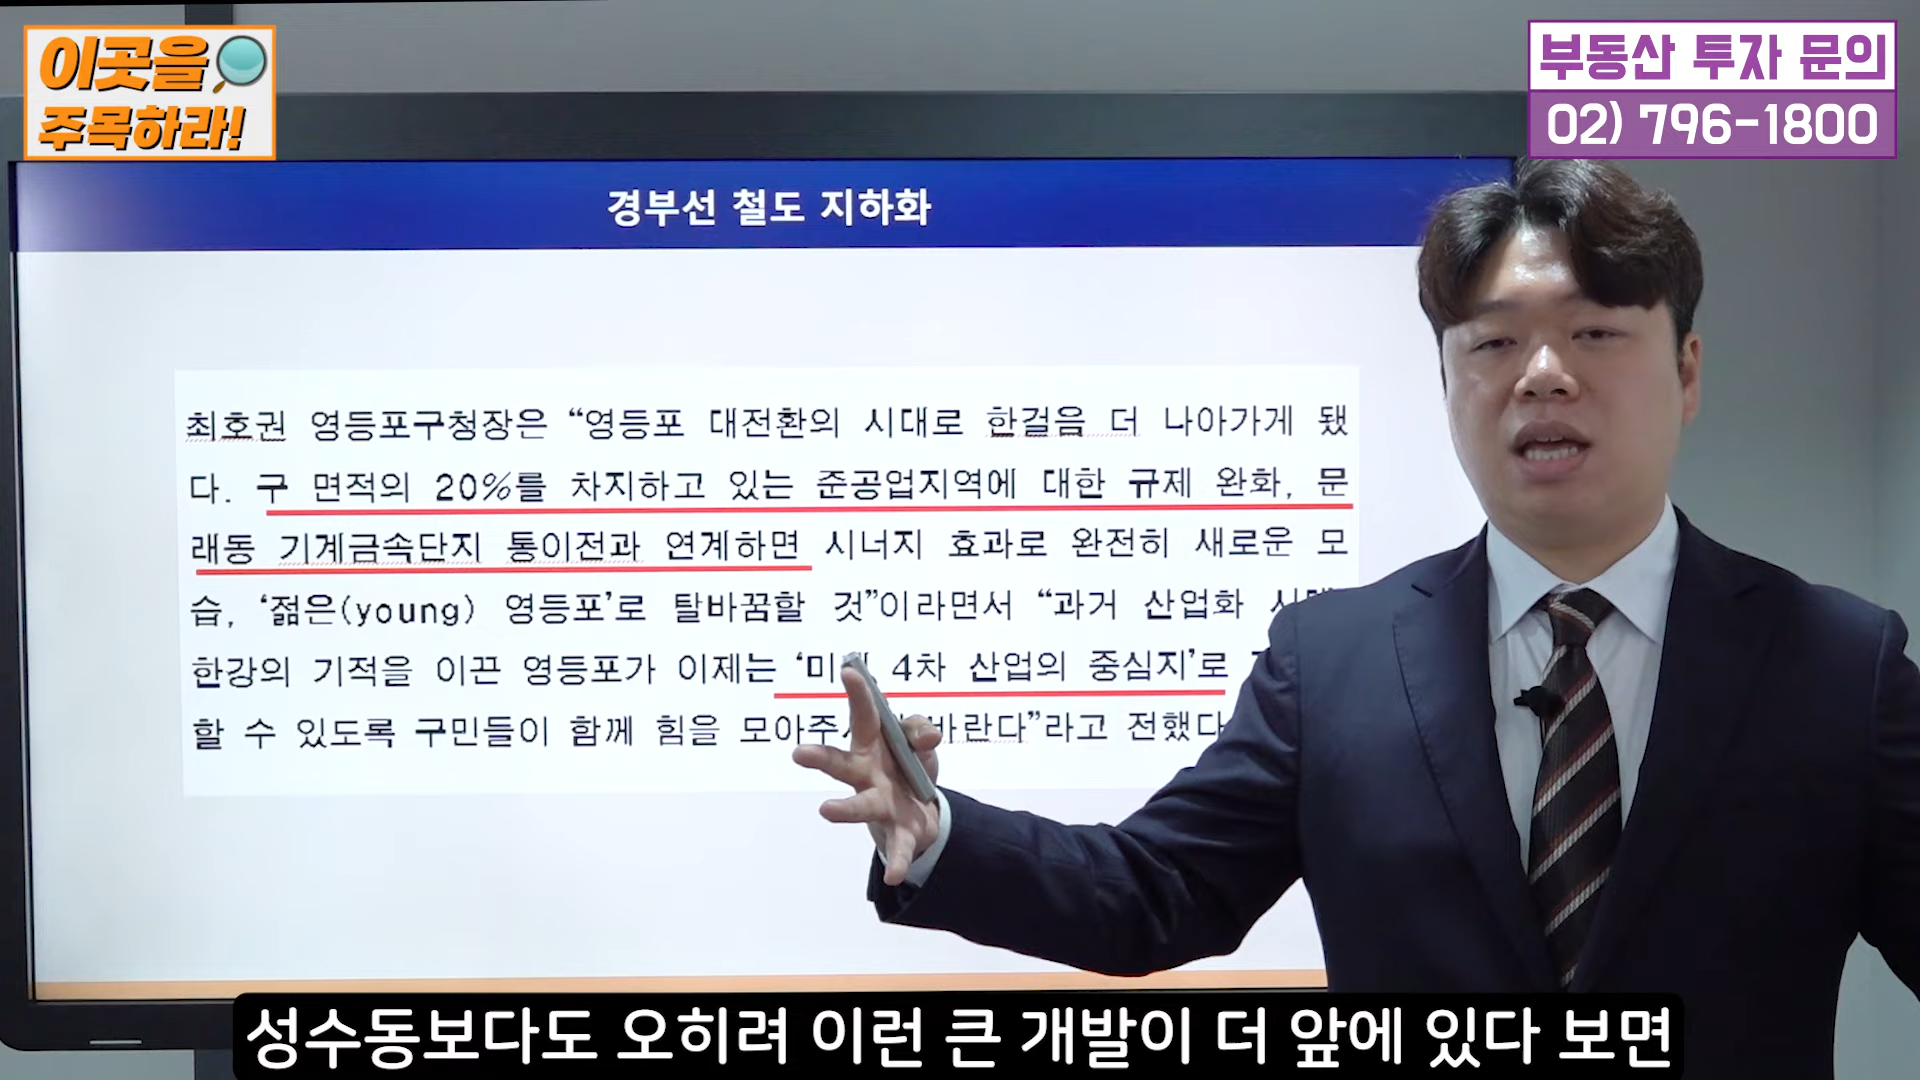 이곳을
주목하라!
부동산 투자 문의
02) 796-1800
경부선 철도 지하화
최호권 영등포구청장은 “영등포 대전환의 시대로 한걸음 더 나아가게 됐
다. 구 면적의 20%를 차지하고 있는 준공업지역에 대한 규제 완화, 문
래동 기계금속단지 통이전과 연계하면 시너지 효과로 완전히 새로운 모
습, ‘젊은(young) 영등포’로 탈바꿈할 것”이라면서 “과거 산업화
한강의 기적을 이끈 영등포가 이제는 4차 산업의 중심지’로
할 수 있도록 구민들이 함께 힘을 바란다”라고 전했다
성수동보다도 오히려 이런 큰 개발이 더 앞에 있다 보면